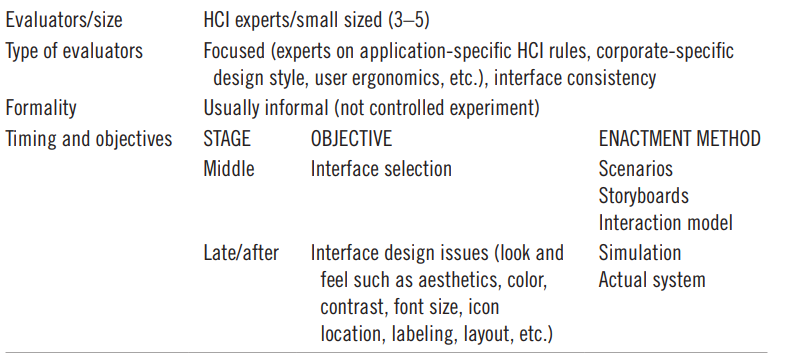 Evaluators/size HCI experts/small sized (3–5)
Type of evaluators Focused (experts on application-specific HCI rules, corporate-specific
design style, user ergonomics, etc.), interface consistency
Formality Usually informal (not controlled experiment)
Timing and objectives STAGE OBJECTIVE ENACTMENT METHOD
Middle Interface selection Scenarios
Storyboards
Interaction model
Late/after Interface design issues (look and Simulation
feel such as aesthetics, color, Actual system
contrast, font size, icon
location, labeling, layout, etc.)